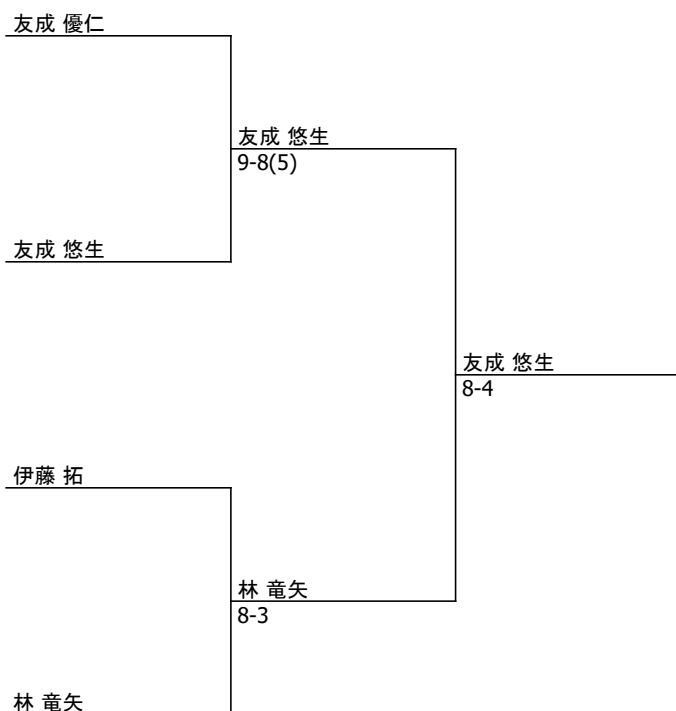 友成 優仁
友成 悠生
9-8(5)
友成 悠生
友成 悠生
8-4
伊藤 拓
林 竜矢
8-3
林 竜矢